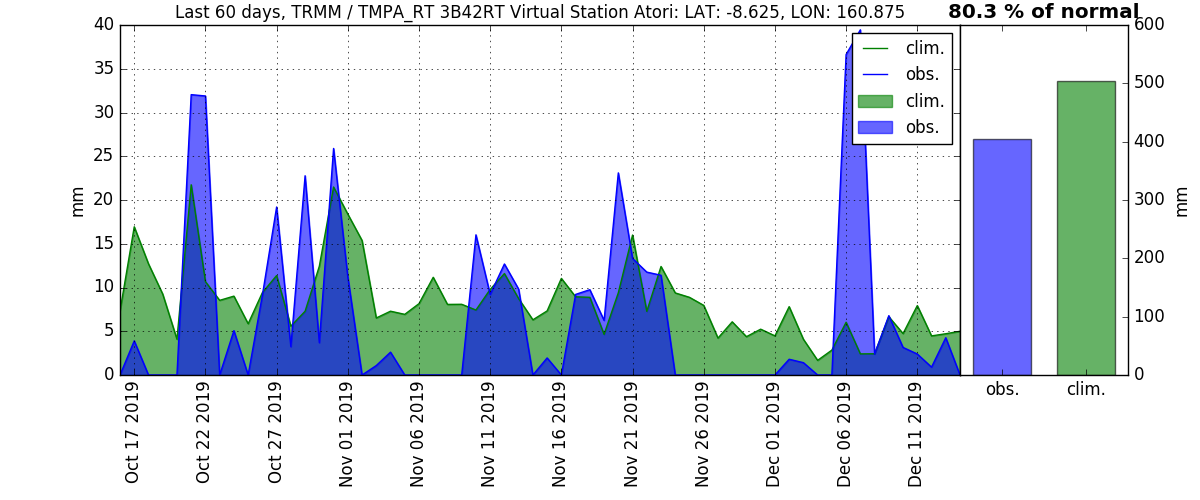 Last 60 days, TRMM / TMPA_RT 3B42RT Virtual Station Atori: LAT: -8.625, LON: 160.875
80.3 % of normal
mm
40
35
30
25
20
15
10
5
0
clim.
obs.
clim.
obs.
600
500
400
300
200
100
0
mm
Oct 17 2019
Oct 22 2019
Oct 27 2019
Nov 01 2019
Nov 06 2019
Nov 11 2019
Nov 16 2019
Nov 21 2019
Nov 26 2019
Dec 01 2019
Dec 06 2019
Dec 11 2019
obs.
clim.